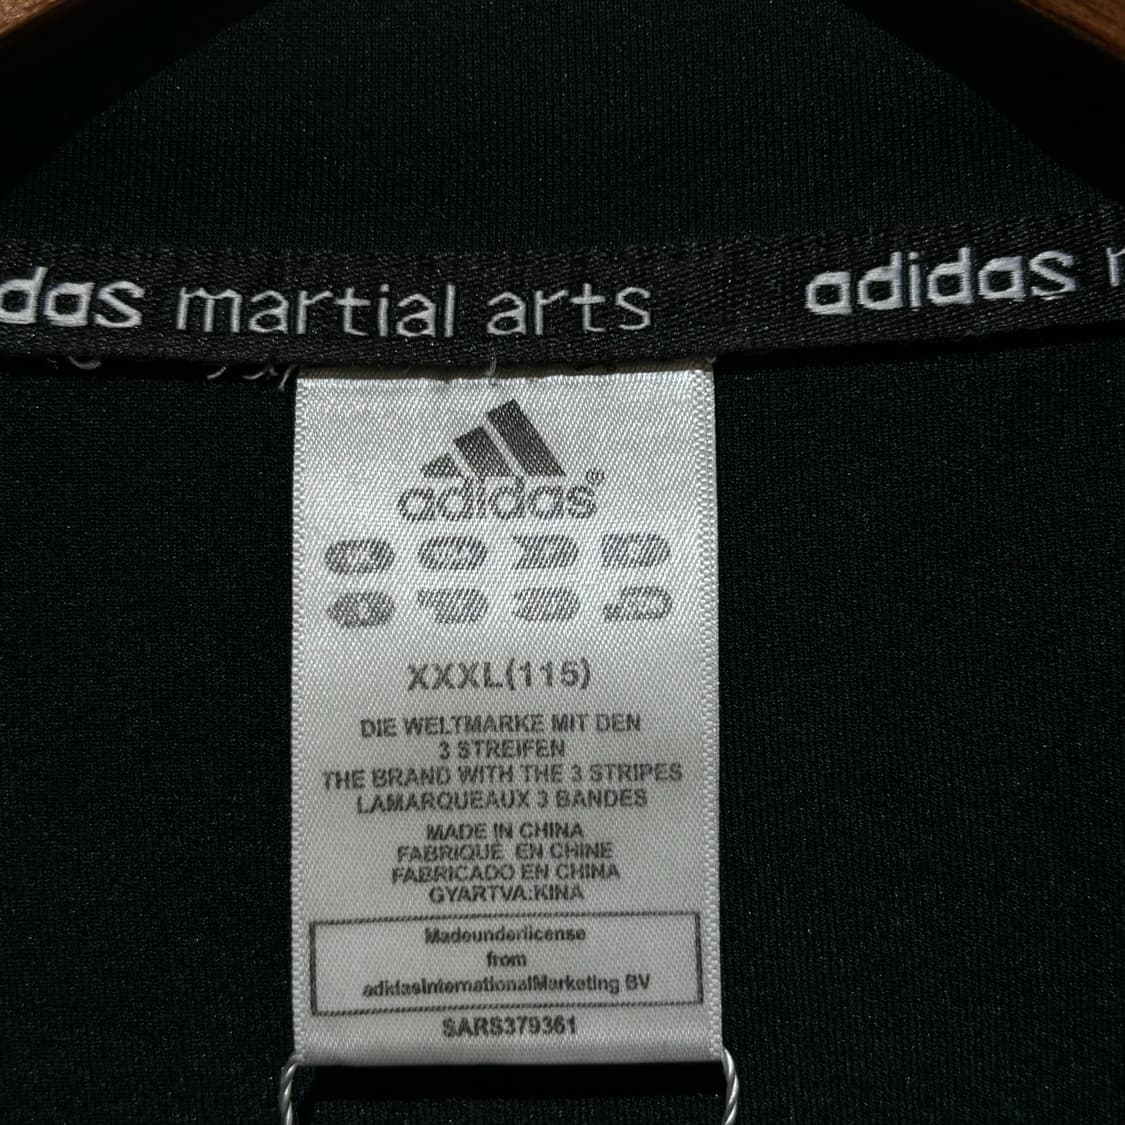 das martial arts adidas
adidas®
XXXL(115)
DIE WELTMARKE MIT DEN
3 STREIFEN
THE BRAND WITH THE 3 STRIPES
LAMARQUEAUX 3 BANDES
MADE IN CHINA
FABRIQUE EN CHINE
FABRICADO EN CHINA
GYARTVA:KINA
Madeunderlicense
from
adidasInternationalMarketing BV
SARS379361